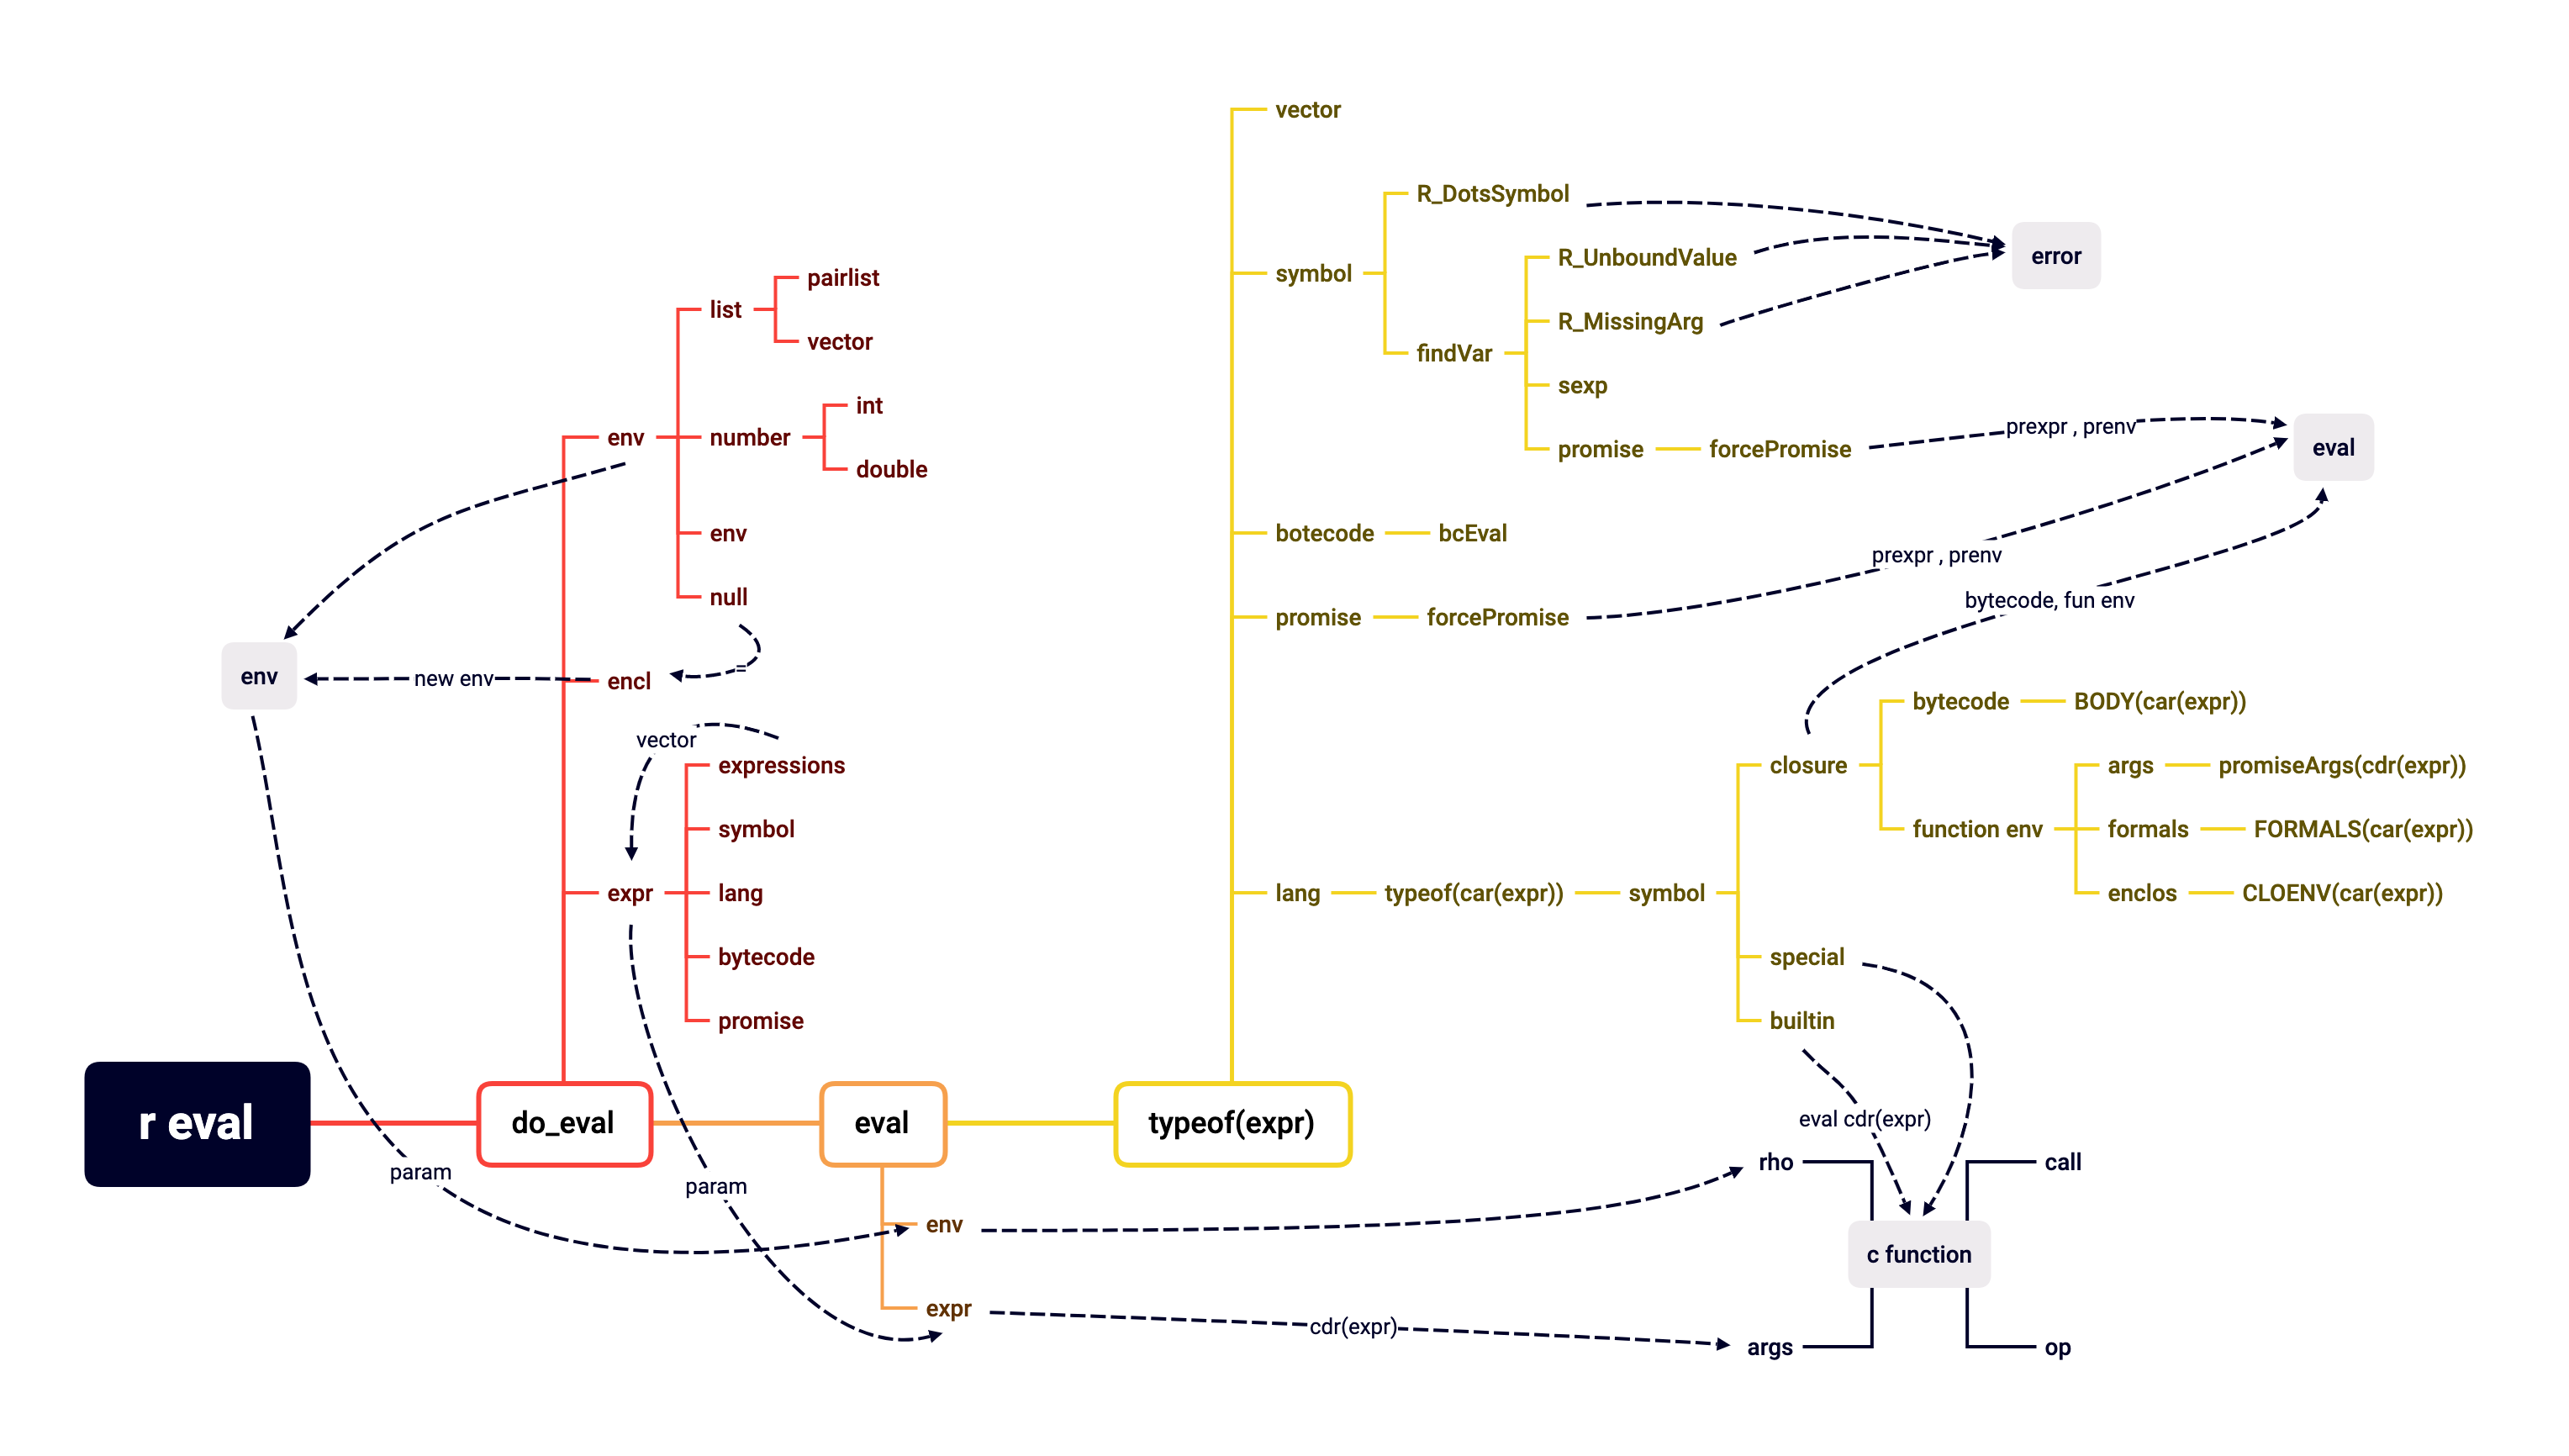 r eval
do_eval
env
list
pairlist
vector
number
int
double
env
null
=
encl
new env
env
vector
expr
expressions
symbol
lang
bytecode
promise
param
param
eval
env
expr
cdr(expr)
typeof(expr)
vector
symbol
R_DotsSymbol
findVar
R_UnboundValue
R_MissingArg
sexp
promise
forcePromise
error
prexpr , prenv
eval
botecode
bcEval
promise
forcePromise
prexpr , prenv
bytecode, fun env
lang
typeof(car(expr))
symbol
closure
bytecode
BODY(car(expr))
function env
args
promiseArgs(cdr(expr))
formals
FORMALS(car(expr))
enclos
CLOENV(car(expr))
special
builtin
eval cdr(expr)
rho
call
c function
args
op